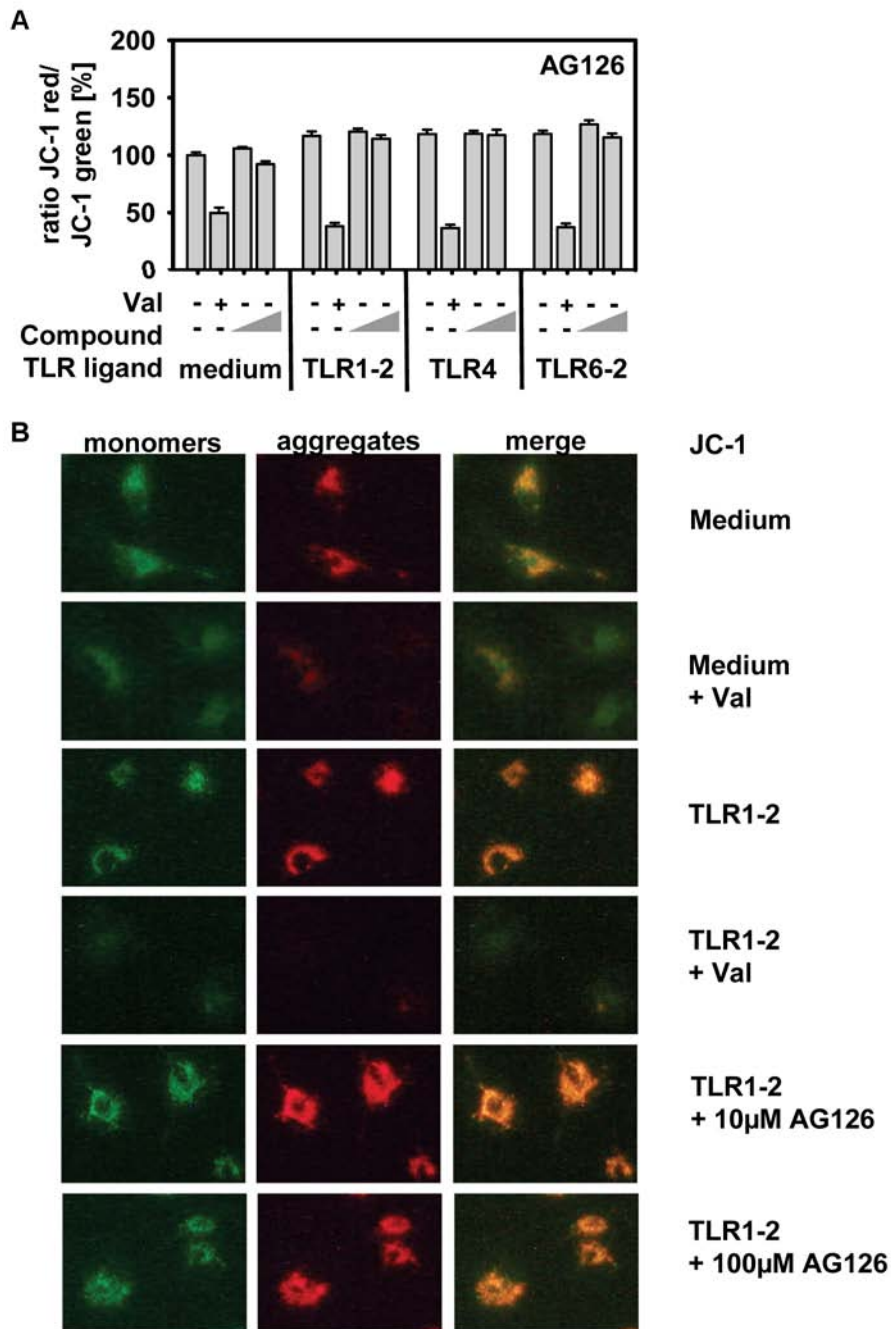 A
200
150
100
50
0
ratio JC-1 red/
JC-1 green [%]
AG126
Val - + - - - + - - - + - - - + - -
Compound - - - - - - - -
TLR ligand medium TLR1-2 TLR4 TLR6-2
B
monomers aggregates merge JC-1
Medium
Medium
+ Val
TLR1-2
TLR1-2
+ Val
TLR1-2
+ 10µM AG126
TLR1-2
+ 100µM AG126